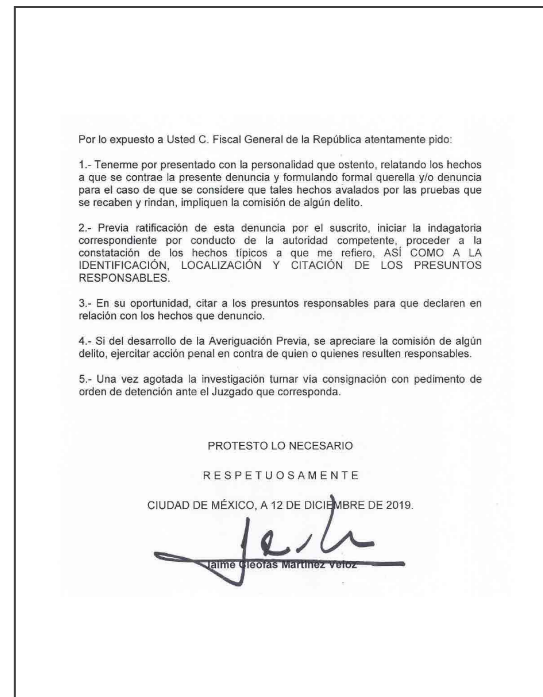 Por lo expuesto a Usted C. Fiscal General de la República atentamente pido:
1.- Tenerme por presentado con la personalidad que ostento, relatando los hechos
a que se contrae la presente denuncia y formulando formal querella y/o denuncia
para el caso de que se considere que tales hechos avalados por las pruebas que
se recaben y rindan, impliquen la comisión de algún delito.
2.- Previa ratificación de esta denuncia por el suscrito, iniciar la indagatoria
correspondiente por conducto de la autoridad competente, proceder a la
constatación de los hechos típicos a que me refiero, ASÍ COMO A LA
IDENTIFICACIÓN, LOCALIZACIÓN Y CITACIÓN DE LOS PRESUNTOS
RESPONSABLES.
3.- En su oportunidad, citar a los presuntos responsables para que declaren en
relación con los hechos que denuncio.
4.- Si del desarrollo de la Averiguación Previa, se apreciare la comisión de algún
delito, ejercitar acción penal en contra de quien o quienes resulten responsables.
5.- Una vez agotada la investigación turnar vía consignación con pedimento de
orden de detención ante el Juzgado que corresponda.
PROTESTO LO NECESARIO
R E S P E T U O S A M E N T E
CIUDAD DE MÉXICO, A 12 DE DICIEMBRE DE 2019.
Jaime Cleofas Martínez Veloz